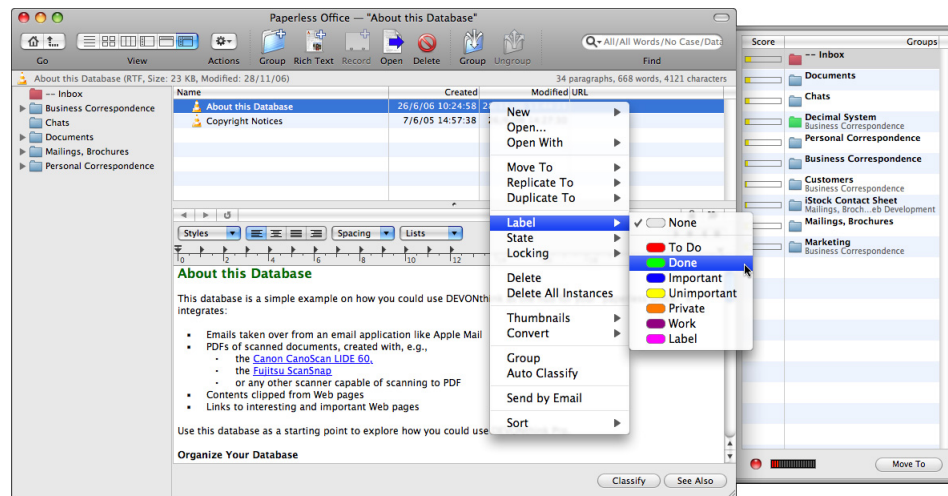 Paperless Office — "About this Database"
All/All Words/No Case/Data
Go View Actions Group Rich Text Record Open Delete Group Ungroup Find
About this Database (RTF, Size: 23 KB, Modified: 28/11/06) 34 paragraphs, 668 words, 4121 characters
-- Inbox
Business Correspondence
Chats
Documents
Mailings, Brochures
Personal Correspondence
Name Created Modified URL
About this Database 26/6/06 10:24:58
Copyright Notices 7/6/05 14:57:38
Styles Spacing Lists
0 2 4 6 8 10 12
About this Database
This database is a simple example on how you could use DEVONth
integrates:
Emails taken over from an email application like Apple Mail
PDFs of scanned documents, created with, e.g.,
the Canon CanoScan LIDE 60,
the Fujitsu ScanSnap
or any other scanner capable of scanning to PDF
Contents clipped from Web pages
Links to interesting and important Web pages
Use this database as a starting point to explore how you could use
Organize Your Database
Classify See Also
New
Open...
Open With
Move To
Replicate To
Duplicate To
Label
State
Locking
Delete
Delete All Instances
Thumbnails
Convert
Group
Auto Classify
Send by Email
Sort
None
To Do
Done
Important
Unimportant
Private
Work
Label
Score Groups
-- Inbox
Documents
Chats
Decimal System
Business Correspondence
Personal Correspondence
Business Correspondence
Customers
Business Correspondence
iStock Contact Sheet
Mailings, Broch...eb Development
Mailings, Brochures
Marketing
Business Correspondence
Move To